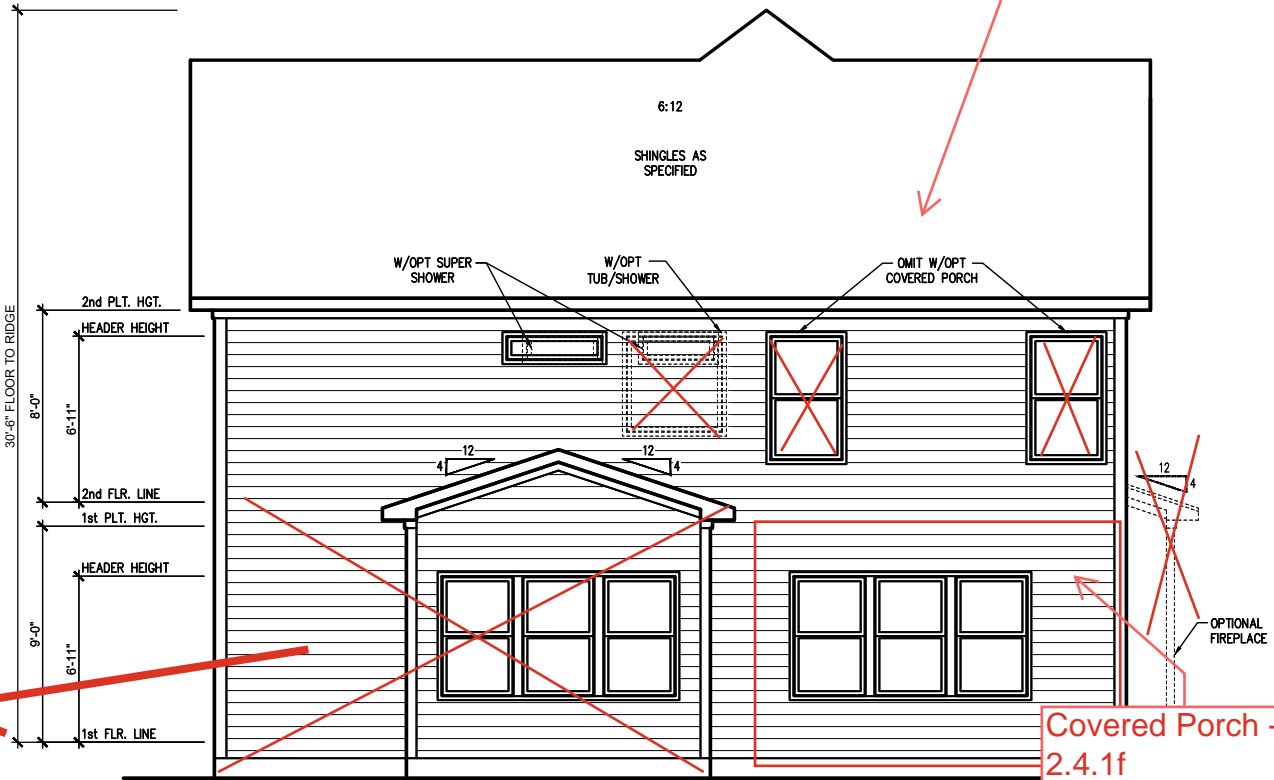 6:12
SHINGLES AS
SPECIFIED
W/OPT SUPER
SHOWER
W/OPT
TUB/SHOWER
OMIT W/OPT
COVERED PORCH
30'-6" FLOOR TO RIDGE
2nd PLT. HGT.
HEADER HEIGHT
8'-0"
6'-11"
2nd FLR. LINE
12
4
12
4
12
4
1st PLT. HGT.
HEADER HEIGHT
9'-0"
6'-11"
1st FLR. LINE
OPTIONAL
FIREPLACE
Covered Porch -
2.4.1f